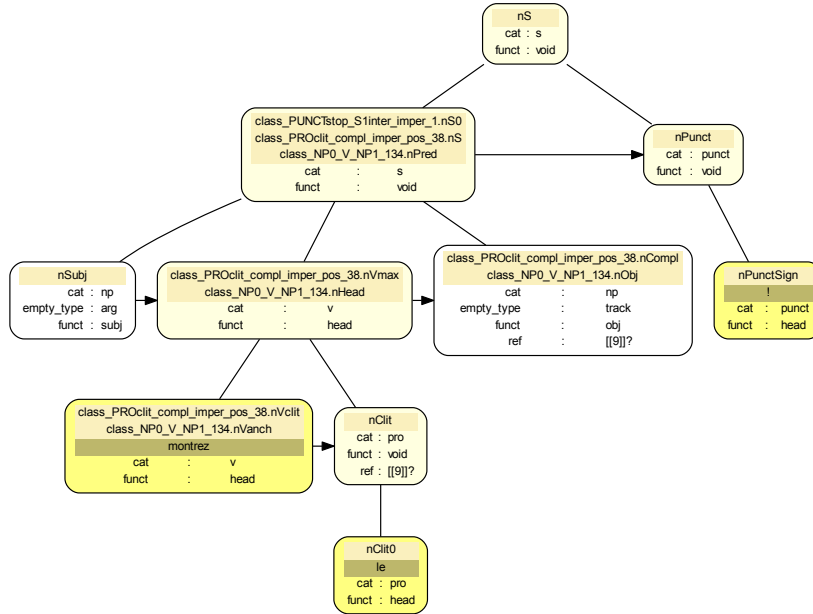 nS
cat : s
funct : void
class_PUNCTstop_S1inter_imper_1.nS0
class_PROclit_compl_imper_pos_38.nS
class_NP0_V_NP1_134.nPred
cat : s
funct : void
nPunct
cat : punct
funct : void
nSubj
cat : np
empty_type : arg
funct : subj
class_PROclit_compl_imper_pos_38.nVmax
class_NP0_V_NP1_134.nHead
cat : v
funct : head
class_PROclit_compl_imper_pos_38.nCompl
class_NP0_V_NP1_134.nObj
cat : np
empty_type : track
funct : obj
ref : [[9]]?
nPunctSign
!
cat : punct
funct : head
class_PROclit_compl_imper_pos_38.nVclit
class_NP0_V_NP1_134.nVanch
montrez
cat : v
funct : head
nClit
cat : pro
funct : void
ref : [[9]]?
nClit0
le
cat : pro
funct : head